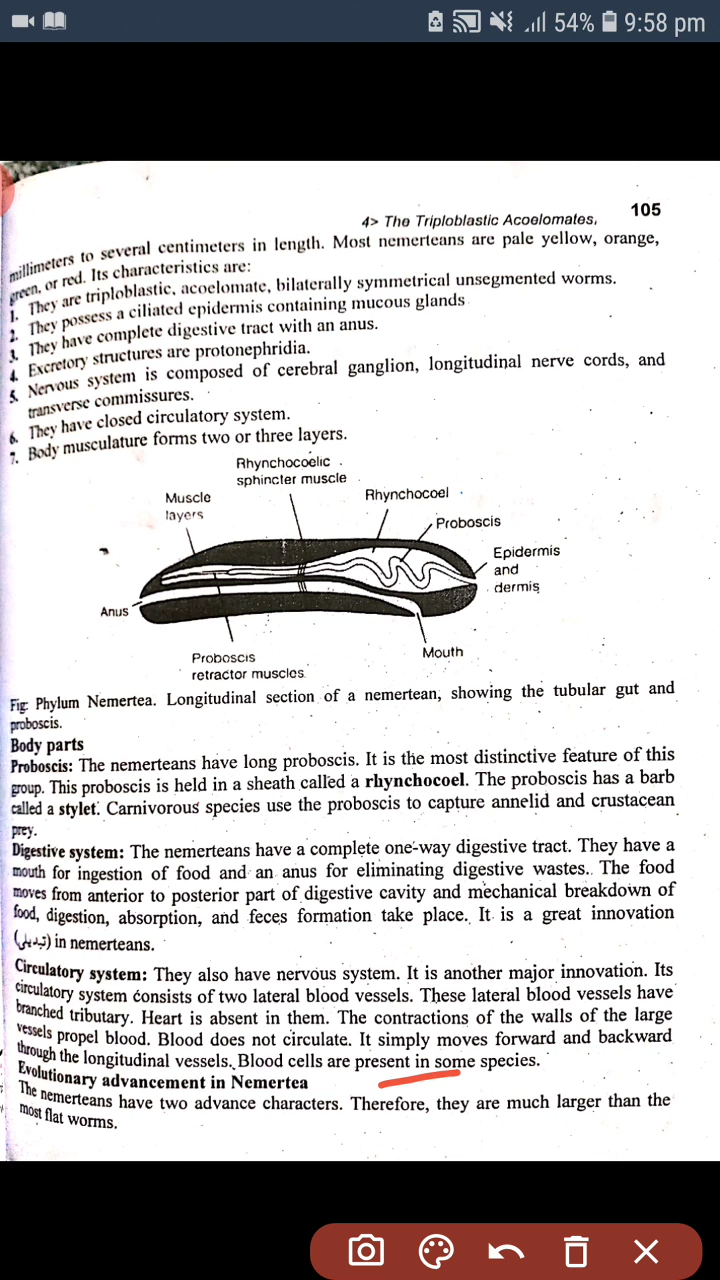 54% 9:58 pm
105
4> The Triploblastic Acoelomates,
millimeters to several centimeters in length. Most nemerteans are pale yellow, orange,
green, or red. Its characteristics are:
1. They are triploblastic, acoelomate, bilaterally symmetrical unsegmented worms.
2. They possess a ciliated epidermis containing mucous glands
3. They have complete digestive tract with an anus.
4. Excretory structures are protonephridia.
5. Nervous system is composed of cerebral ganglion, longitudinal nerve cords, and
transverse commissures.
6. They have closed circulatory system.
7. Body musculature forms two or three layers.
Rhynchocoelic
sphincter muscle
Muscle
layers
Rhynchocoel
Proboscis
Epidermis
and
dermis
Anus
Mouth
Proboscis
retractor muscles
Fig: Phylum Nemertea. Longitudinal section of a nemertean, showing the tubular gut and
proboscis.
Body parts
Proboscis: The nemerteans have long proboscis. It is the most distinctive feature of this
group. This proboscis is held in a sheath called a rhynchocoel. The proboscis has a barb
called a stylet. Carnivorous species use the proboscis to capture annelid and crustacean
prey.
Digestive system: The nemerteans have a complete one-way digestive tract. They have a
mouth for ingestion of food and an anus for eliminating digestive wastes. The food
moves from anterior to posterior part of digestive cavity and mechanical breakdown of
food, digestion, absorption, and feces formation take place. It is a great innovation
(تبدیلی) in nemerteans.
Circulatory system: They also have nervous system. It is another major innovation. Its
circulatory system consists of two lateral blood vessels. These lateral blood vessels have
branched tributary. Heart is absent in them. The contractions of the walls of the large
vessels propel blood. Blood does not circulate. It simply moves forward and backward
through the longitudinal vessels. Blood cells are present in some species.
Evolutionary advancement in Nemertea
The nemerteans have two advance characters. Therefore, they are much larger than the
most flat worms.